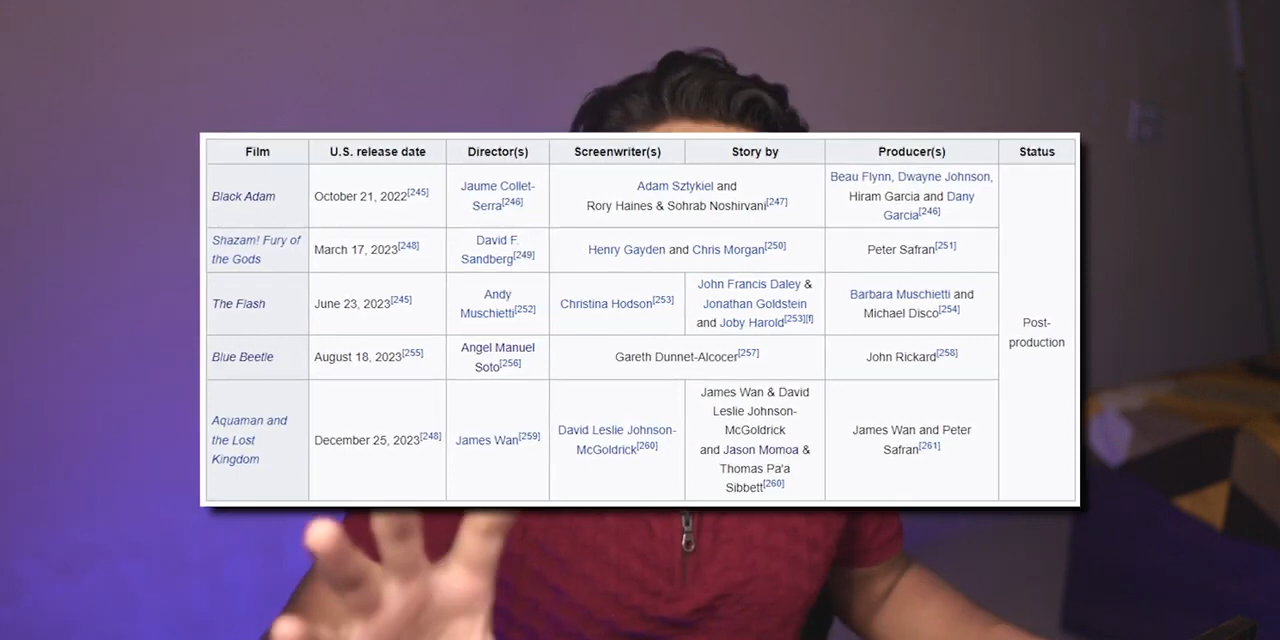 Film U.S. release date Director(s) Screenwriter(s) Story by Producer(s) Status
Black Adam
October 21, 2022[245]
Jaume Collet-
Serra[246]
Adam Sztykiel and
Rory Haines & Sohrab Noshirvani[247]
Beau Flynn, Dwayne Johnson,
Hiram Garcia and Dany
Garcia[246]
Shazam! Fury of
the Gods
March 17, 2023[248]
David F.
Sandberg[249]
Henry Gayden and Chris Morgan[250]
Peter Safran[251]
The Flash
June 23, 2023[245]
Andy
Muschietti[252]
Christina Hodson[253]
John Francis Daley &
Jonathan Goldstein
and Joby Harold[253][f]
Barbara Muschietti and
Michael Disco[254]
Blue Beetle
August 18, 2023[255]
Angel Manuel
Soto[256]
Gareth Dunnet-Alcocer[257]
John Rickard[258]
Aquaman and
the Lost
Kingdom
December 25, 2023[248]
James Wan[259]
David Leslie Johnson-
McGoldrick[260]
James Wan & David
Leslie Johnson-
McGoldrick
and Jason Momoa &
Thomas Pa'a
Sibbett[260]
James Wan and Peter
Safran[261]
Post-
production